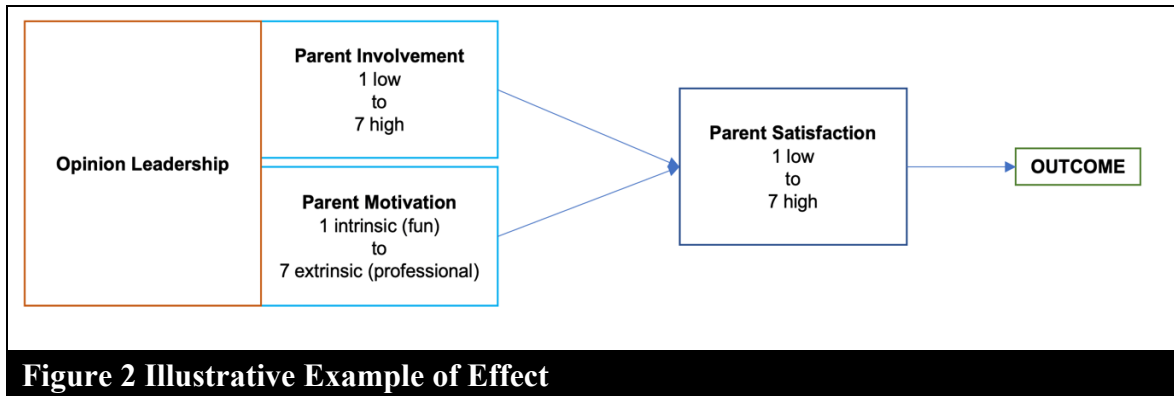 Opinion Leadership
Parent Involvement
1 low
to
7 high
Parent Motivation
1 intrinsic (fun)
to
7 extrinsic (professional)
Parent Satisfaction
1 low
to
7 high
OUTCOME
Figure 2 Illustrative Example of Effect